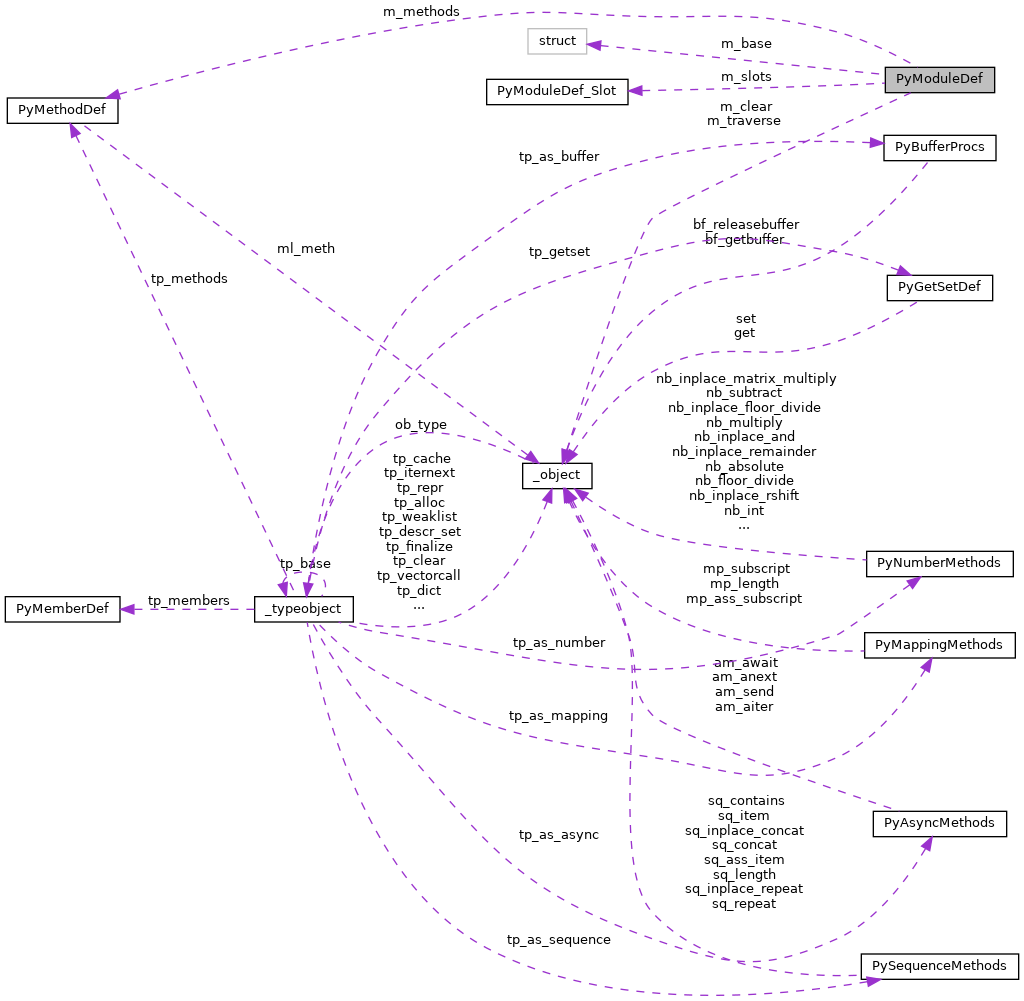 m_methods
struct
m_base
PyModuleDef
m_slots
PyModuleDef_Slot
PyMethodDef
m_clear
m_traverse
PyBufferProcs
tp_as_buffer
bf_releasebuffer
bf_getbuffer
ml_meth
tp_getset
tp_methods
PyGetSetDef
set
get
nb_inplace_matrix_multiply
nb_subtract
nb_inplace_floor_divide
nb_multiply
nb_inplace_and
nb_inplace_remainder
nb_absolute
nb_floor_divide
nb_inplace_rshift
nb_int
...
ob_type
_object
tp_cache
tp_iternext
tp_repr
tp_alloc
tp_weaklist
tp_descr_set
tp_finalize
tp_clear
tp_vectorcall
tp_dict
...
tp_base
PyNumberMethods
mp_subscript
mp_length
mp_ass_subscript
PyMemberDef
tp_members
_typeobject
tp_as_number
PyMappingMethods
am_await
am_anext
am_send
am_aiter
tp_as_mapping
sq_contains
sq_item
sq_inplace_concat
sq_concat
sq_ass_item
sq_length
sq_inplace_repeat
sq_repeat
PyAsyncMethods
tp_as_async
tp_as_sequence
PySequenceMethods